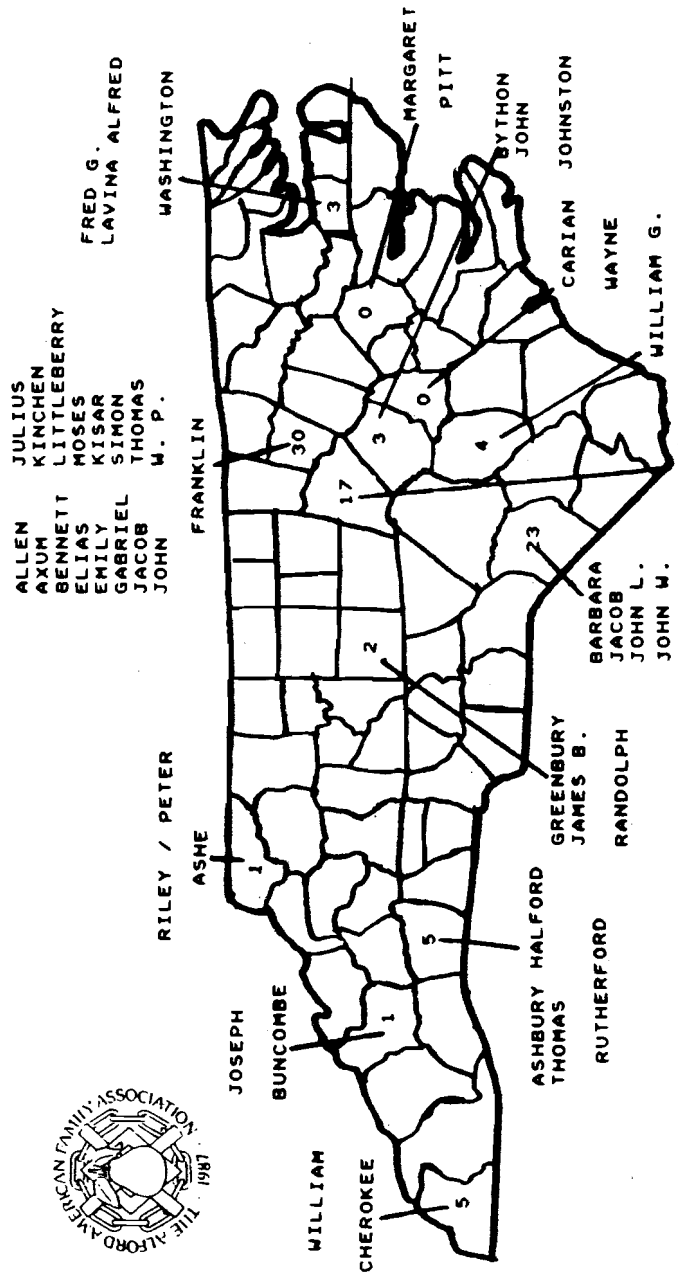 THE ALFORD AMERICAN FAMILY ASSOCIATION · 1987 ·
ALLEN JULIUS
AXUM KINCHEN
BENNETT LITTLEBERRY
ELIAS MOSES
EMILY KISAR
GABRIEL SIMON
JACOB THOMAS
JOHN W. P.
FRANKLIN
30
FRED G.
LAVINA ALFRED
WASHINGTON
3
RILEY / PETER
ASHE
1
JOSEPH
BUNCOMBE
1
WILLIAM
CHEROKEE
5
MARGARET
PITT
0
BYTHON
JOHN
JOHNSTON
3
CARIAN
WAYNE
0
WILLIAM G.
4
17
23
BARBARA
JACOB
JOHN L.
JOHN W.
2
GREENBURY
JAMES B.
RANDOLPH
5
ASHBURY HALFORD
THOMAS
RUTHERFORD